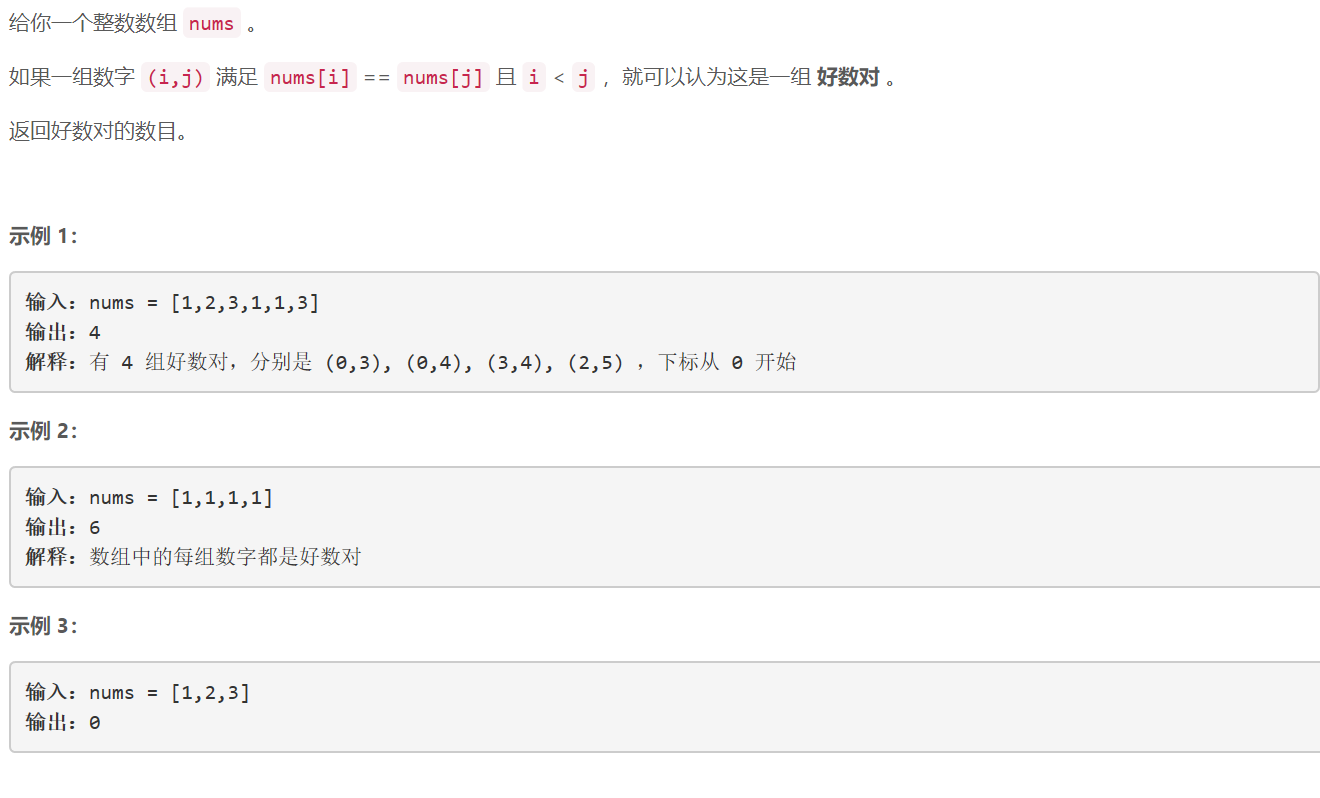 给你一个整数数组 nums 。
如果一组数字 (i,j) 满足 nums[i] == nums[j] 且 i < j ，就可以认为这是一组 好数对 。
返回好数对的数目。
示例 1：
输入：nums = [1,2,3,1,1,3]
输出：4
解释：有 4 组好数对，分别是 (0,3), (0,4), (3,4), (2,5) ，下标从 0 开始
示例 2：
输入：nums = [1,1,1,1]
输出：6
解释：数组中的每组数字都是好数对
示例 3：
输入：nums = [1,2,3]
输出：0